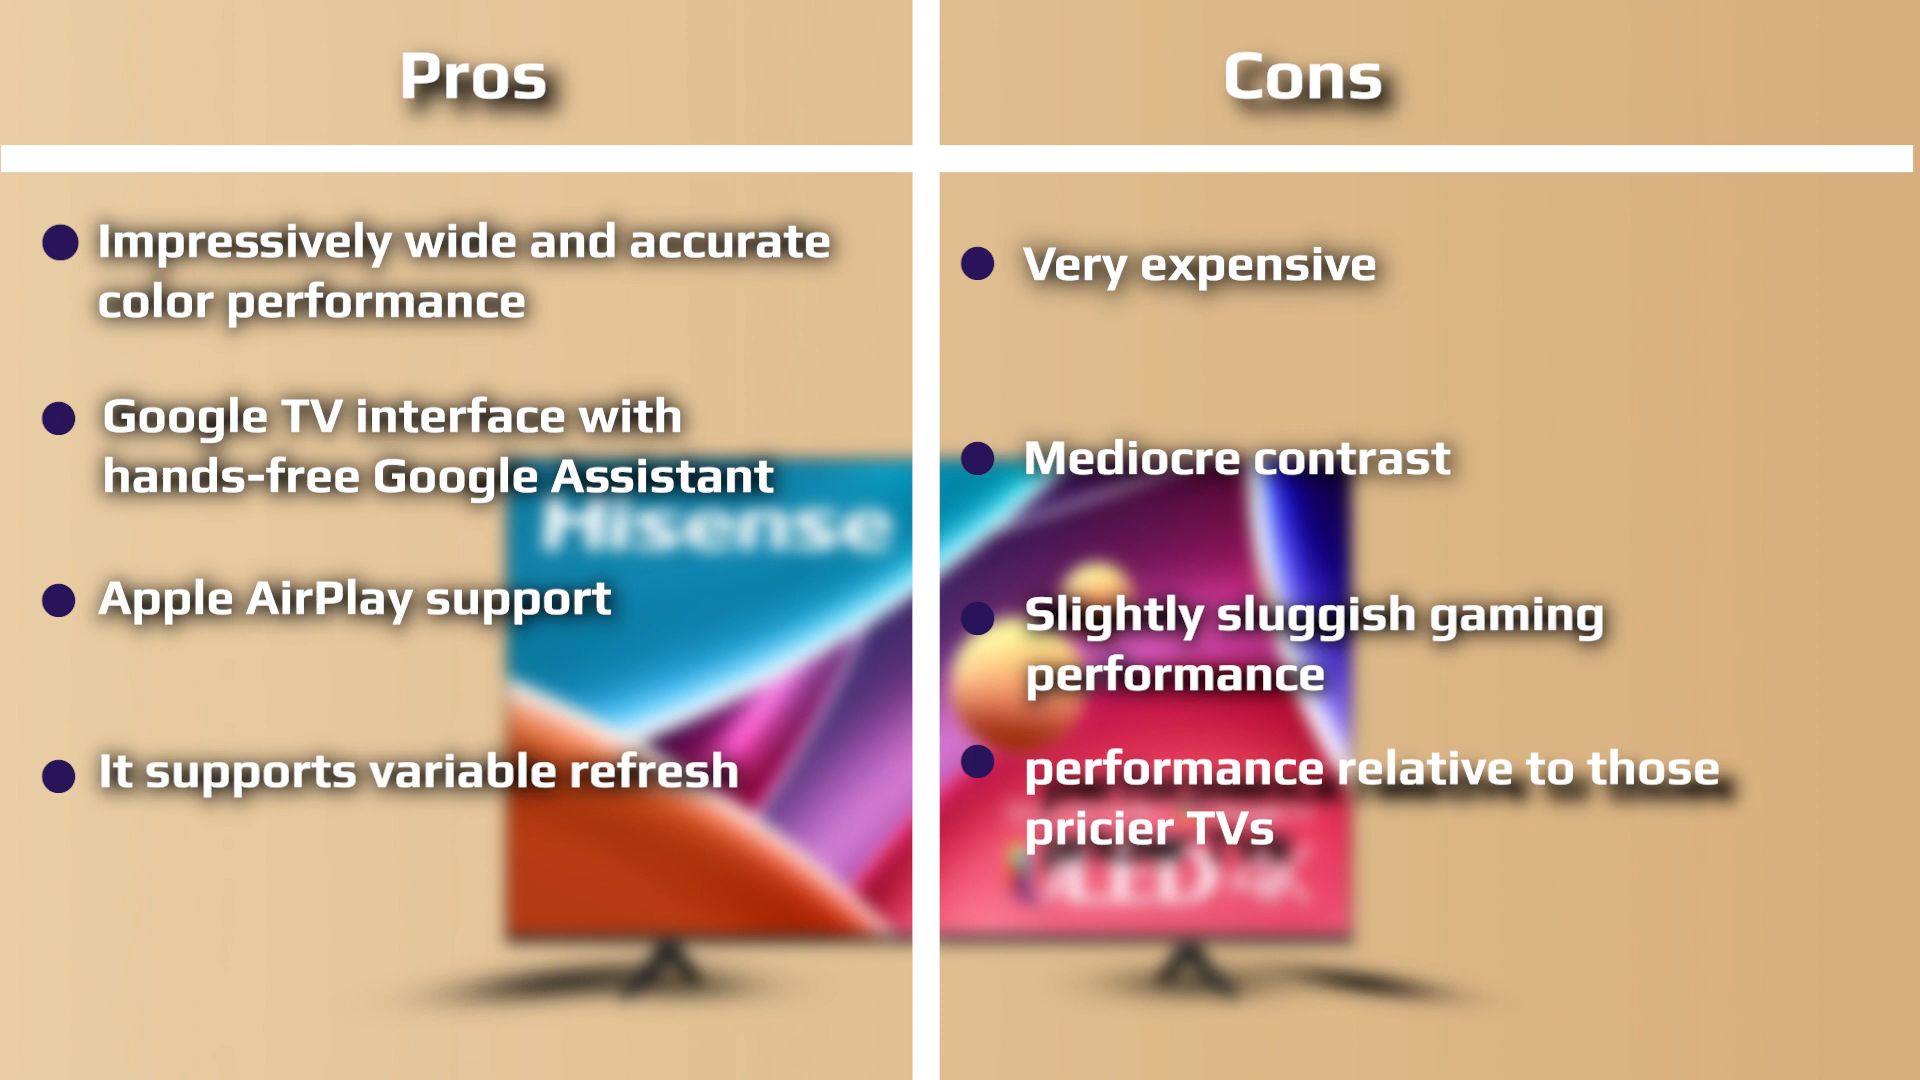 Pros
Cons
Impressively wide and accurate
color performance
Google TV interface with
hands-free Google Assistant
Apple AirPlay support
It supports variable refresh
Very expensive
Mediocre contrast
Slightly sluggish gaming
performance
performance relative to those
pricier TVs
Hisense